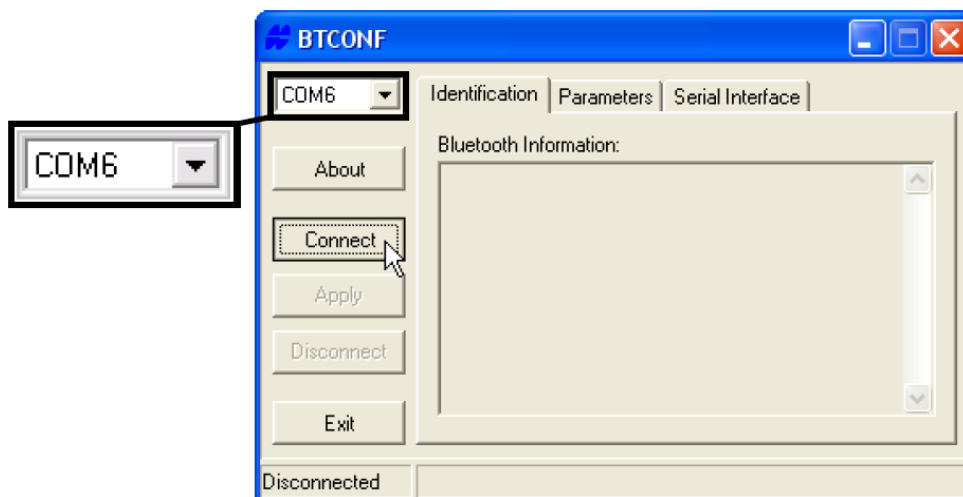 BTCONF
COM6
COM6
Identification Parameters Serial Interface
Bluetooth Information:
About
Connect
Apply
Disconnect
Exit
Disconnected